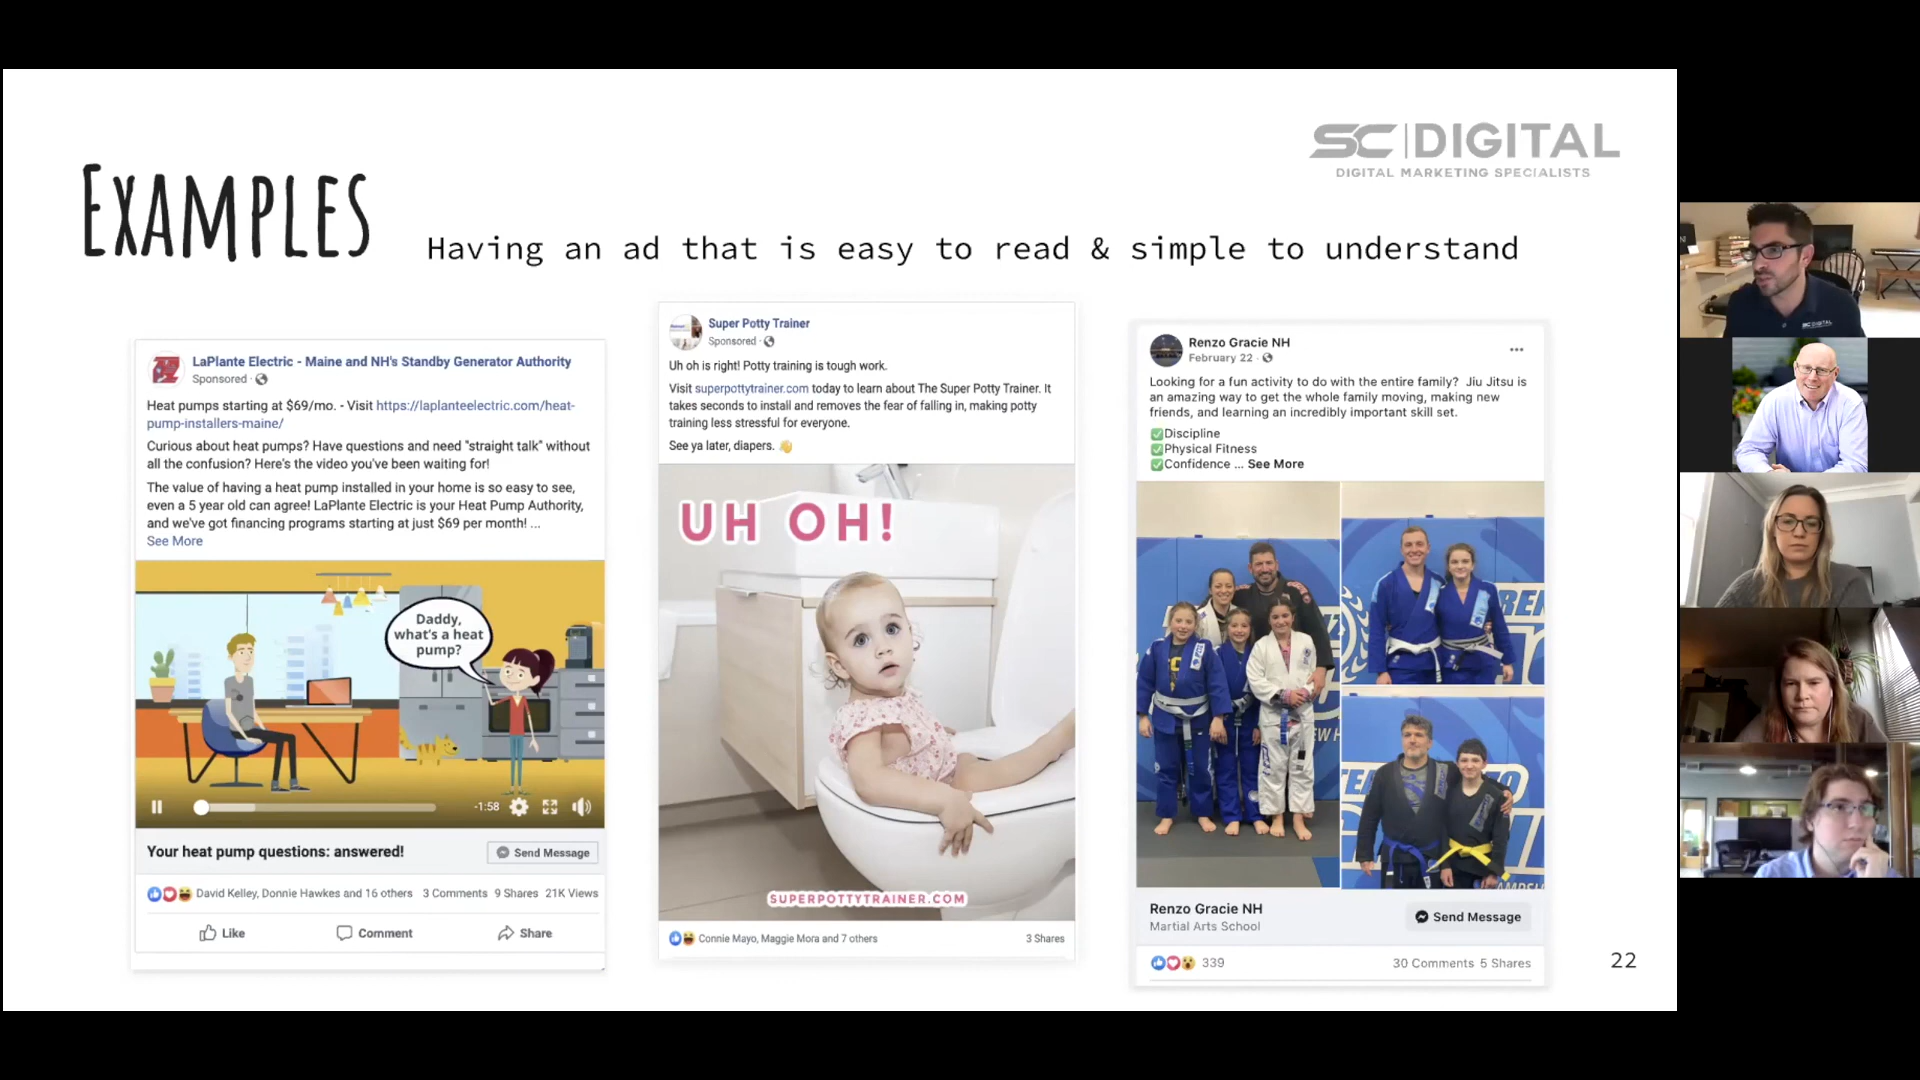 SC|DIGITAL
DIGITAL MARKETING SPECIALISTS
EXAMPLES
Having an ad that is easy to read & simple to understand
LaPlante Electric - Maine and NH's Standby Generator Authority
Sponsored ·
Heat pumps starting at $69/mo. - Visit https://laplanteelectric.com/heat-
pump-installers-maine/
Curious about heat pumps? Have questions and need "straight talk" without
all the confusion? Here's the video you've been waiting for!
The value of having a heat pump installed in your home is so easy to see,
even a 5 year old can agree! LaPlante Electric is your Heat Pump Authority,
and we've got financing programs starting at just $69 per month! ...
See More
Daddy,
what's a heat
pump?
-1:58
Your heat pump questions: answered!
Send Message
David Kelley, Donnie Hawkes and 16 others 3 Comments 9 Shares 21K Views
Like Comment Share
Super Potty Trainer
Sponsored ·
Uh oh is right! Potty training is tough work.
Visit superpottytrainer.com today to learn about The Super Potty Trainer. It
takes seconds to install and removes the fear of falling in, making potty
training less stressful for everyone.
See ya later, diapers. 👋
UH OH!
SUPERPOTTYTRAINER.COM
Connie Mayo, Maggie Mora and 7 others 3 Shares
Renzo Gracie NH
February 22 ·
Looking for a fun activity to do with the entire family? Jiu Jitsu is
an amazing way to get the whole family moving, making new
friends, and learning an incredibly important skill set.
✅Discipline
✅Physical Fitness
✅Confidence ... See More
Renzo Gracie NH
Martial Arts School
Send Message
339 30 Comments 5 Shares
22
SC DIGITAL